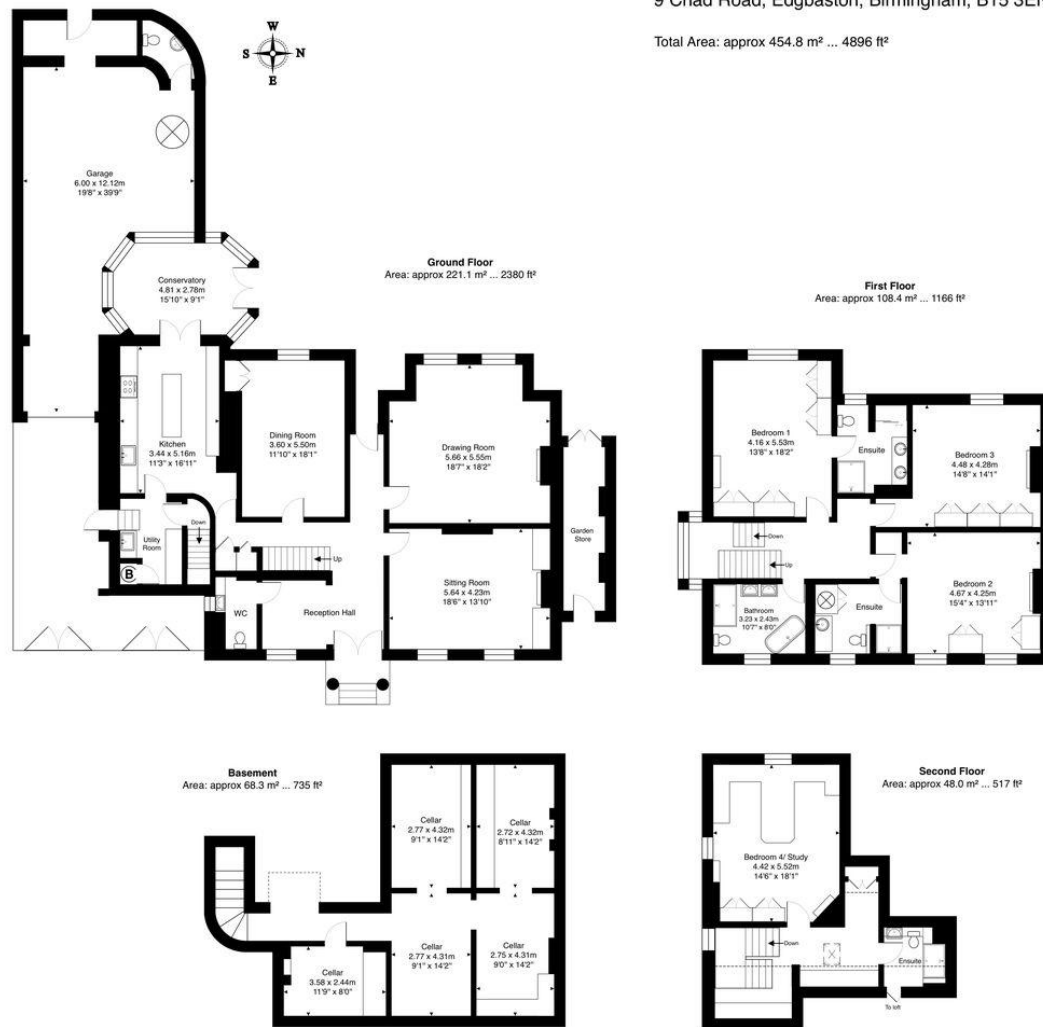 9 Chad Road, Edgbaston, Birmingham, B15 3EN
Total Area: approx 454.8 m² ... 4896 ft²
W
S
N
E
Garage
6.00 x 12.12m
19'8" x 39'9"
Conservatory
4.81 x 2.78m
15'10" x 9'1"
Ground Floor
Area: approx 221.1 m² ... 2380 ft²
Kitchen
3.44 x 5.16m
11'3" x 16'11"
Dining Room
3.60 x 5.50m
11'10" x 18'1"
Drawing Room
5.66 x 5.55m
18'7" x 18'2"
Garden
Store
Utility
Room
Down
B
Up
WC
Reception Hall
Sitting Room
5.64 x 4.23m
18'6" x 13'10"
First Floor
Area: approx 108.4 m² ... 1166 ft²
Bedroom 1
4.16 x 5.53m
13'8" x 18'2"
Ensuite
Bedroom 3
4.48 x 4.28m
14'8" x 14'1"
Down
Up
Bathroom
3.23 x 2.43m
10'7" x 8'0"
Ensuite
Bedroom 2
4.67 x 4.25m
15'4" x 13'11"
Basement
Area: approx 68.3 m² ... 735 ft²
Cellar
2.77 x 4.32m
9'1" x 14'2"
Cellar
2.72 x 4.32m
8'11" x 14'2"
Cellar
3.58 x 2.44m
11'9" x 8'0"
Cellar
2.77 x 4.31m
9'1" x 14'2"
Cellar
2.75 x 4.31m
9'0" x 14'2"
Second Floor
Area: approx 48.0 m² ... 517 ft²
Bedroom 4/ Study
4.42 x 5.52m
14'6" x 18'1"
Down
Ensuite
To loft